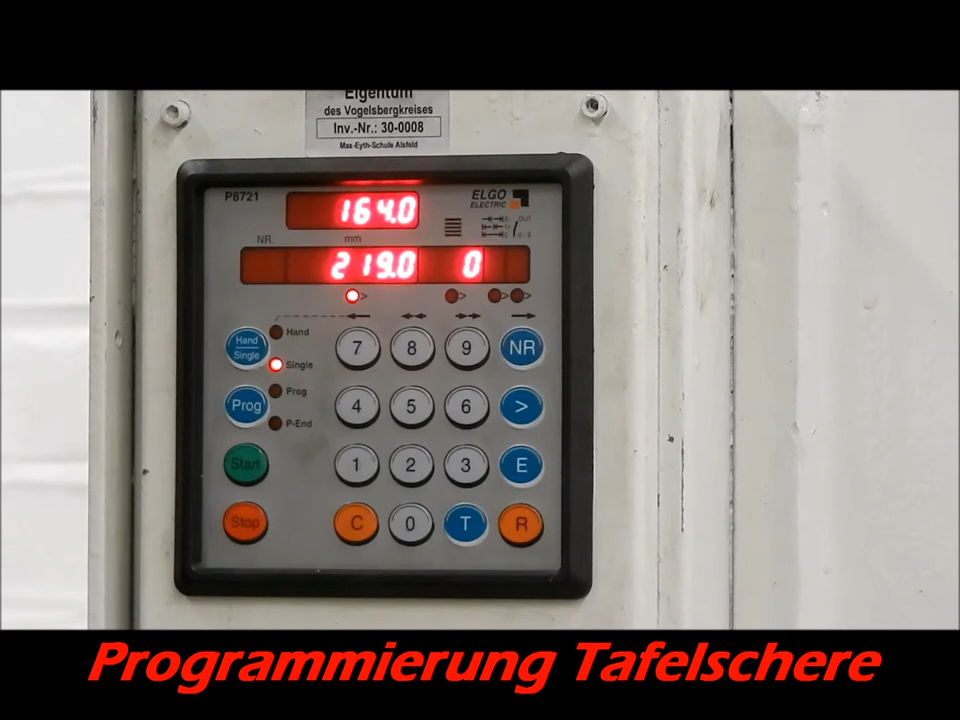 Eigentum
des Vogelsbergkreises
Inv.-Nr.: 30-0008
Max-Eyth-Schule Alsfeld
P8721
ELGO
ELECTRIC
164.0
OUT
NR.
mm
219.0 0
Hand
Single
Hand
Single
Prog
Prog
P-End
7 8 9 NR
4 5 6 >
Start
1 2 3 E
Stop
C 0 T R
Programmierung Tafelschere